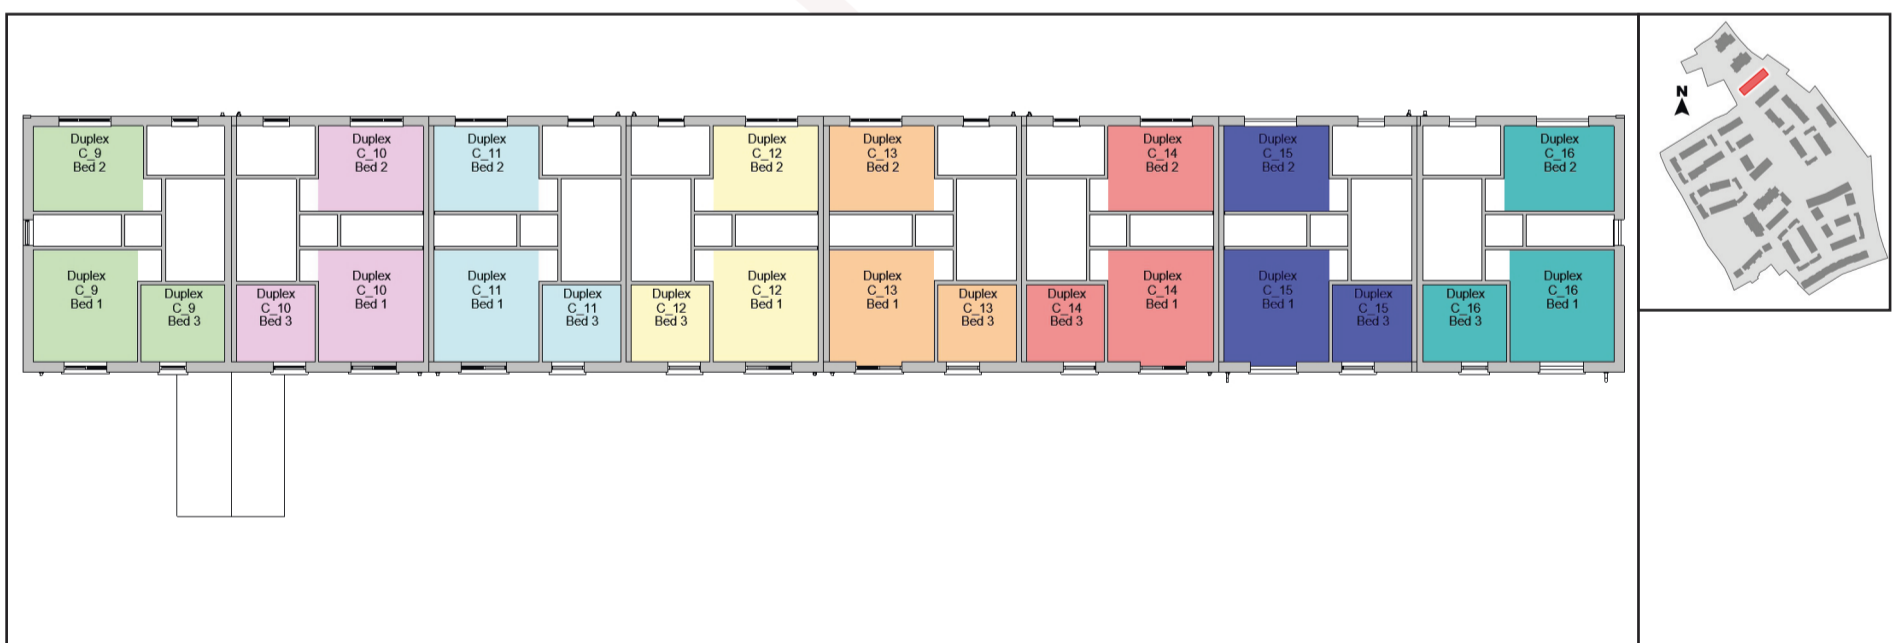 Duplex
C_9
Bed 2
Duplex
C_10
Bed 2
Duplex
C_11
Bed 2
Duplex
C_12
Bed 2
Duplex
C_13
Bed 2
Duplex
C_14
Bed 2
Duplex
C_15
Bed 2
Duplex
C_16
Bed 2
Duplex
C_9
Bed 1
Duplex
C_9
Bed 3
Duplex
C_10
Bed 3
Duplex
C_10
Bed 1
Duplex
C_11
Bed 1
Duplex
C_11
Bed 3
Duplex
C_12
Bed 3
Duplex
C_12
Bed 1
Duplex
C_13
Bed 1
Duplex
C_13
Bed 3
Duplex
C_14
Bed 3
Duplex
C_14
Bed 1
Duplex
C_15
Bed 1
Duplex
C_15
Bed 3
Duplex
C_16
Bed 3
Duplex
C_16
Bed 1
N